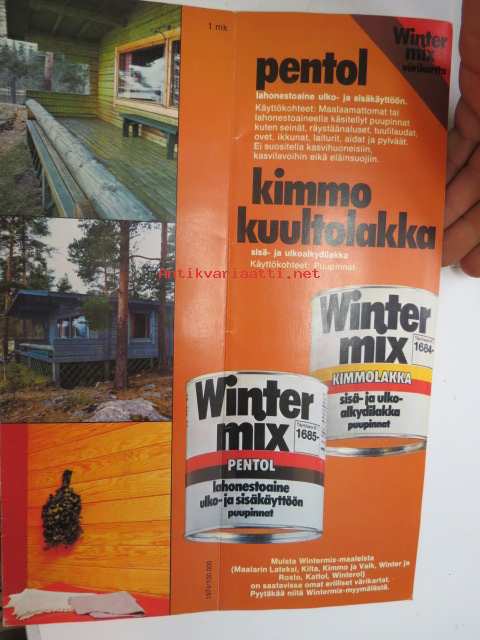 1 mk
Winter
mix
värikartta
pentol
lahonestoaine ulko- ja sisäkäyttöön.
Käyttökohteet: Maalaamattomat tai
lahonestoaineella käsitellyt puupinnat
kuten seinät, räystäänaluset, tuulilaudat,
ovet, ikkunat, laiturit, aidat ja pylväät.
Ei suositella kasvihuoneisiin,
kasvilavoihin eikä eläinsuojiin.
kimmo
kuultolakka
sisä- ja ulkoalkydilakka
Käyttökohteet: Puupinnat
antikvariaatti.net
Winter
mix
1684-
KIMMOLAKKA
sisä- ja ulko-
alkydilakka
puupinnat
Winter
mix
1685-
PENTOL
lahonestoaine
ulko- ja sisäkäyttöön
puupinnat
Muista Wintermix-maaleista
(Maalarin Lateksi, Kilta, Kimmo ja Valk, Winter ja
Rosto, Kattol, Winterol)
on saatavissa omat erilliset värikartat.
Pyytäkää niitä Wintermix-myymälästä.